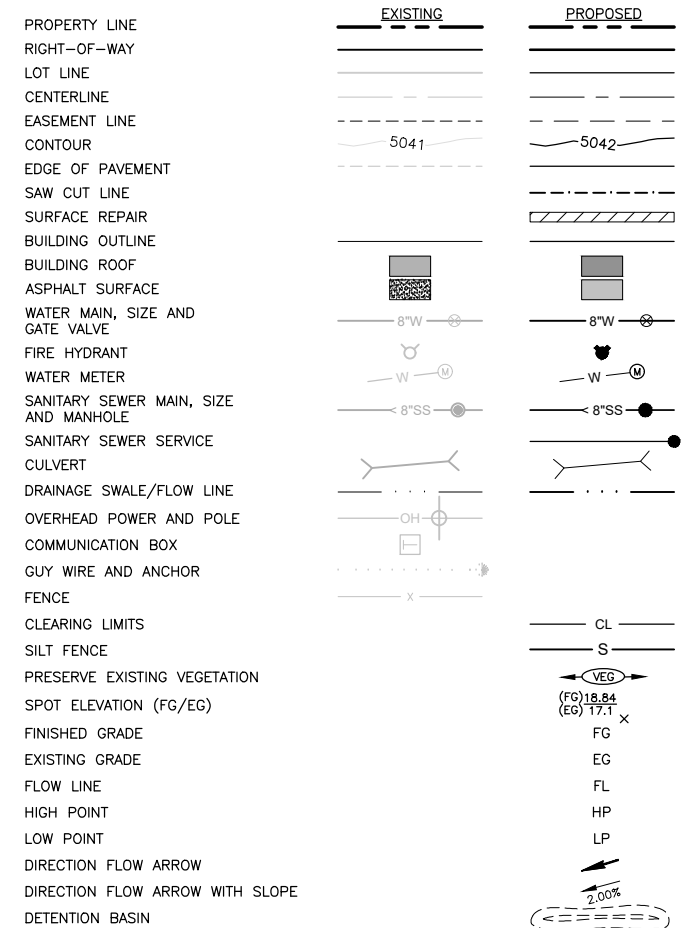 EXISTING PROPOSED
PROPERTY LINE
RIGHT-OF-WAY
LOT LINE
CENTERLINE
EASEMENT LINE
CONTOUR 5041 5042
EDGE OF PAVEMENT
SAW CUT LINE
SURFACE REPAIR
BUILDING OUTLINE
BUILDING ROOF
ASPHALT SURFACE
WATER MAIN, SIZE AND
GATE VALVE 8"W 8"W
FIRE HYDRANT
WATER METER W M W M
SANITARY SEWER MAIN, SIZE
AND MANHOLE < 8"SS < 8"SS
SANITARY SEWER SERVICE
CULVERT
DRAINAGE SWALE/FLOW LINE
OVERHEAD POWER AND POLE OH
COMMUNICATION BOX
GUY WIRE AND ANCHOR
FENCE X
CLEARING LIMITS CL
SILT FENCE S
PRESERVE EXISTING VEGETATION VEG
SPOT ELEVATION (FG/EG) (FG) 18.84
(EG) 17.1
FINISHED GRADE FG
EXISTING GRADE EG
FLOW LINE FL
HIGH POINT HP
LOW POINT LP
DIRECTION FLOW ARROW
DIRECTION FLOW ARROW WITH SLOPE 2.00%
DETENTION BASIN